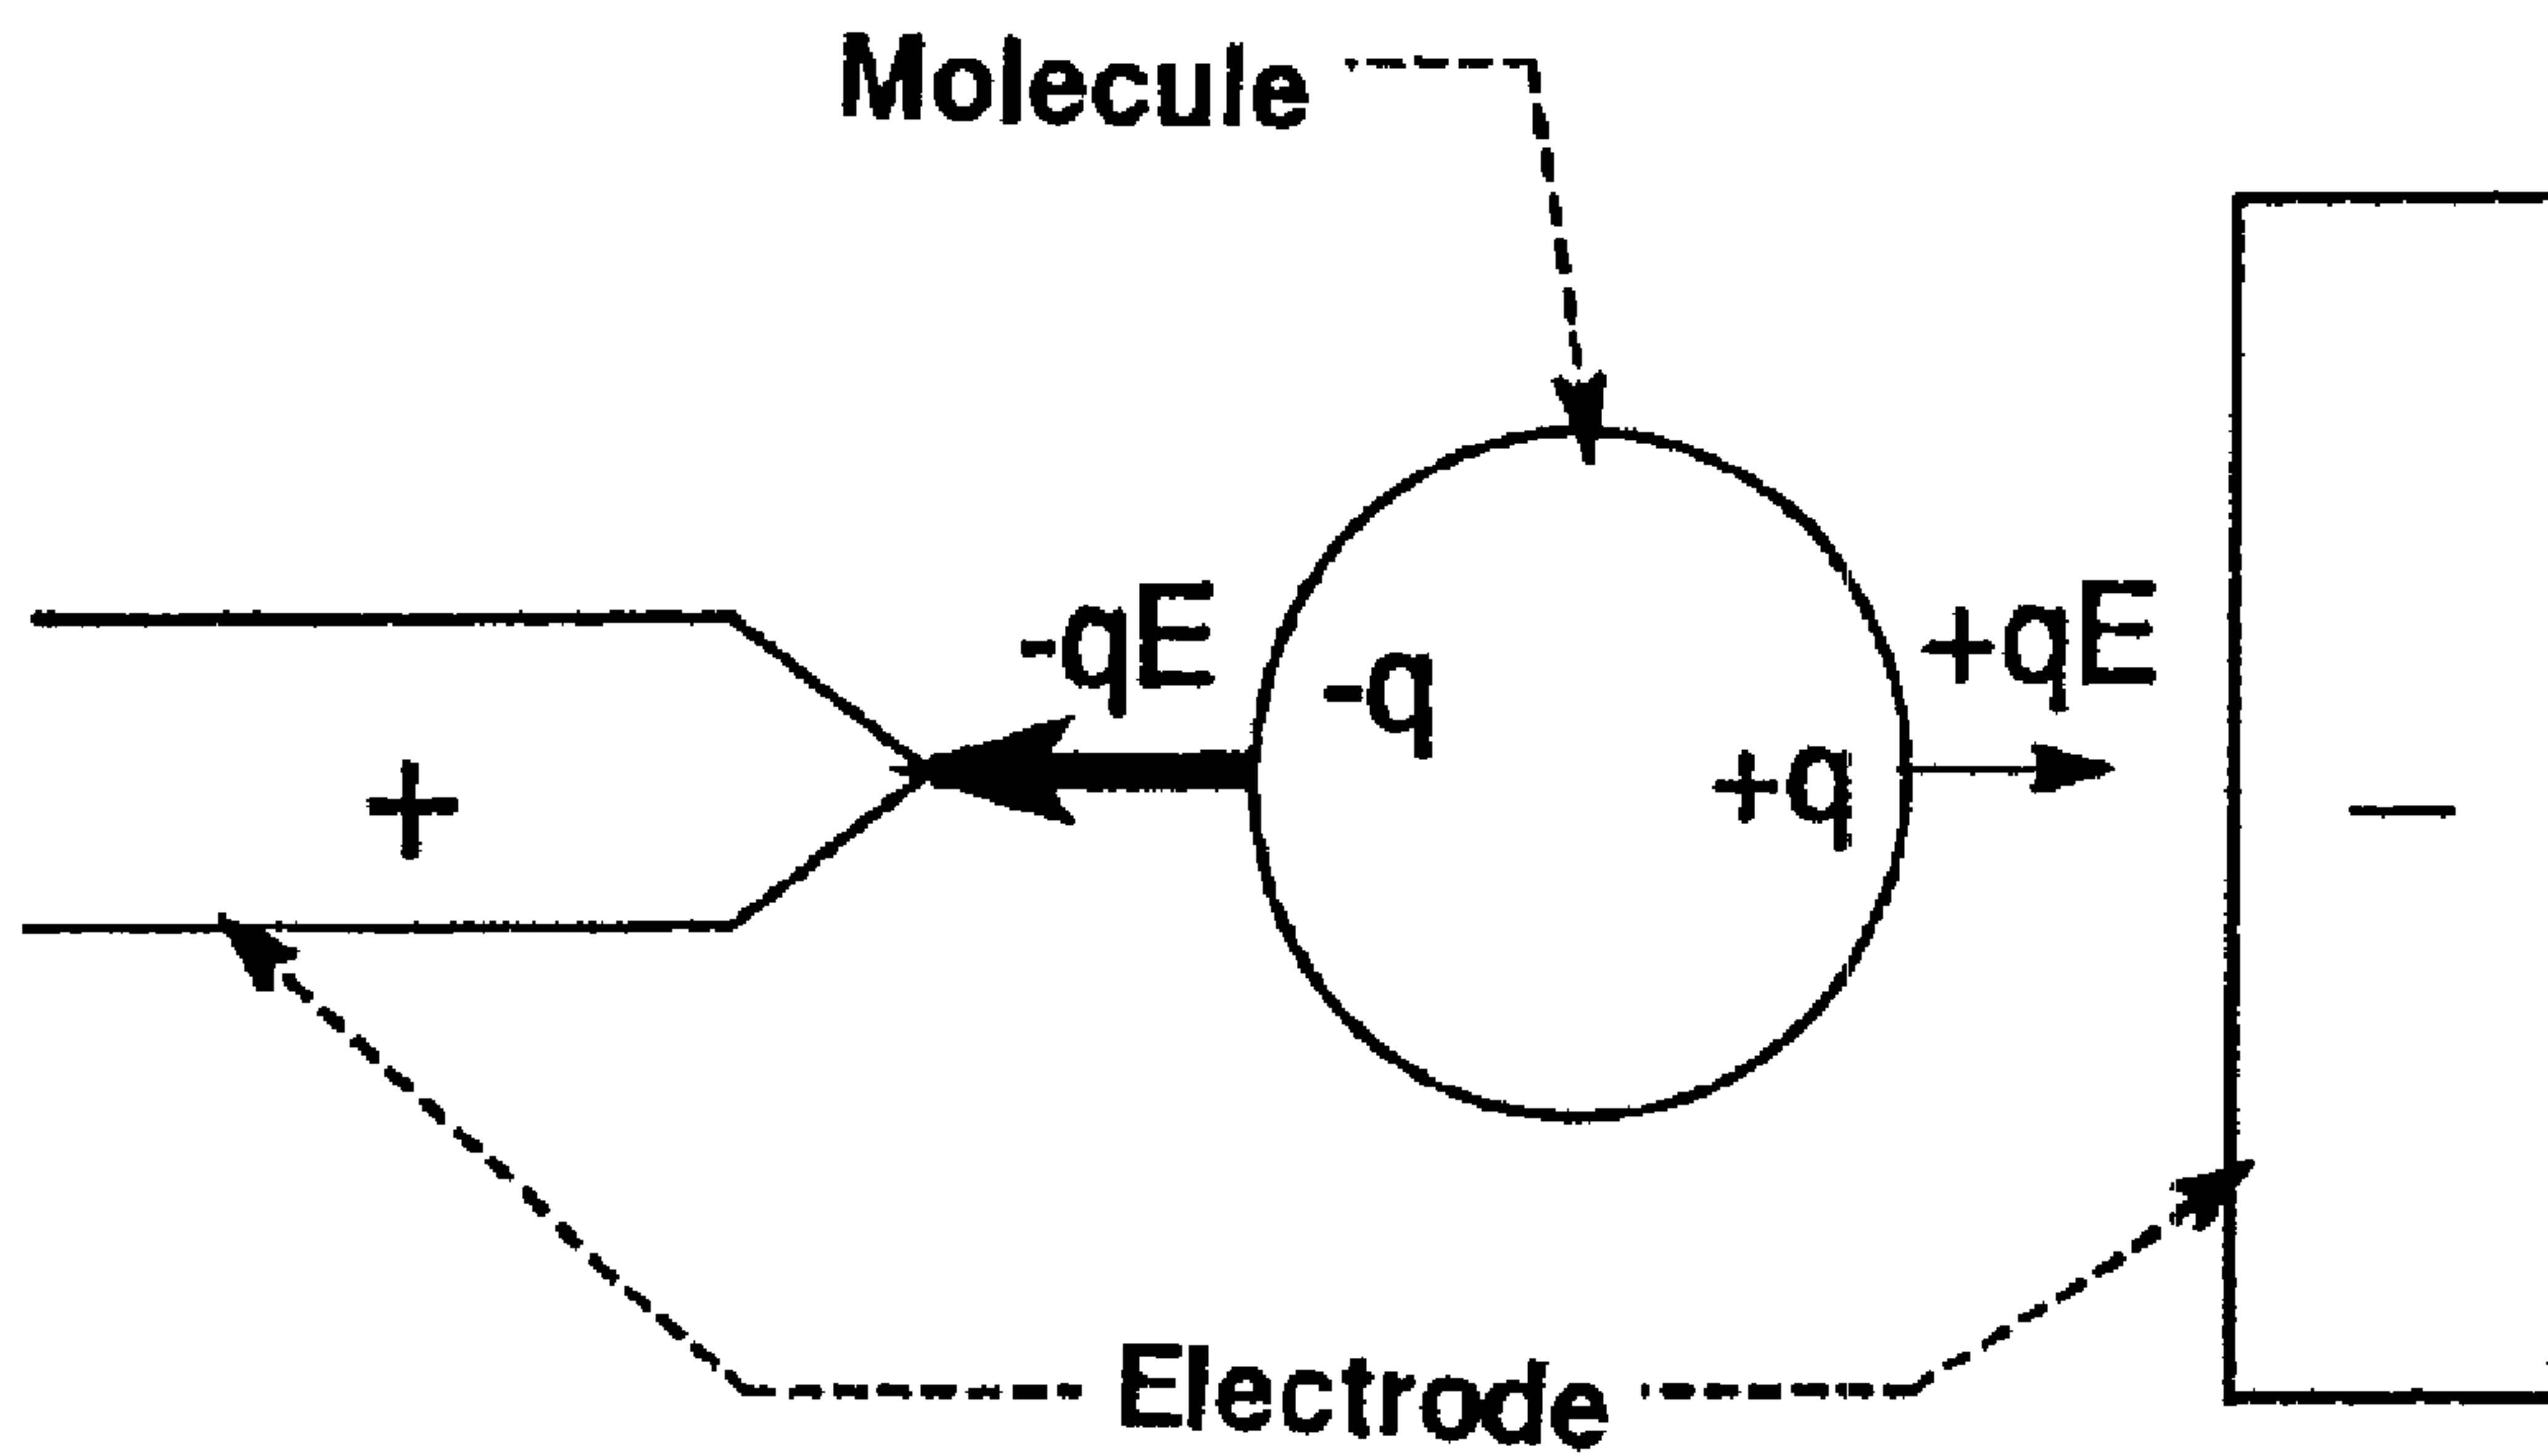 Molecule
-qE
-q
+qE
+q
+
—
Electrode